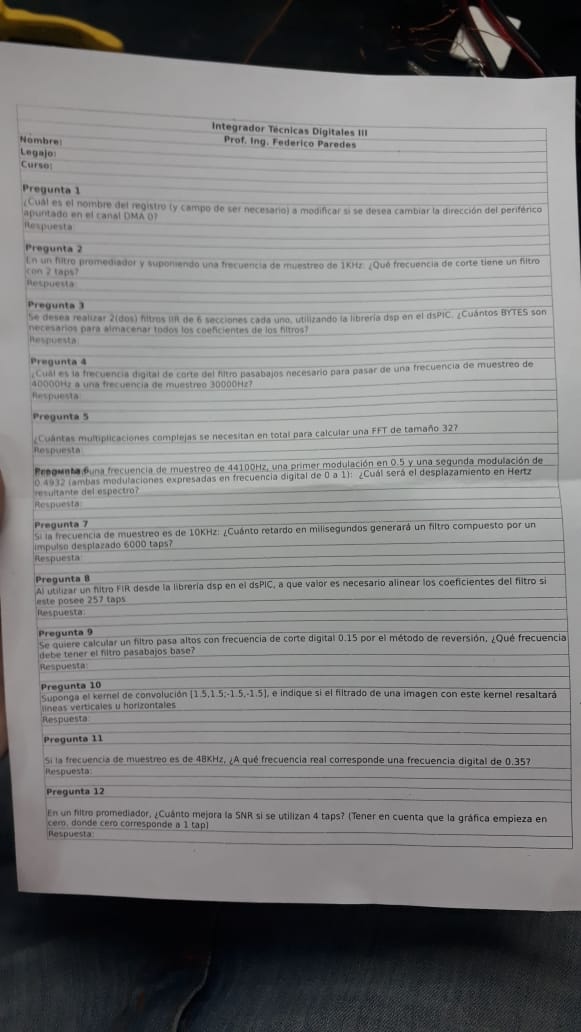 Integrador Técnicas Digitales III
Prof. Ing. Federico Paredes
Nombre:
Legajo:
Curso:
Pregunta 1
¿Cuál es el nombre del registro (y campo de ser necesario) a modificar si se desea cambiar la dirección del periférico
apuntado en el canal DMA 0?
Respuesta:
Pregunta 2
En un filtro promediador y suponiendo una frecuencia de muestreo de 1KHz: ¿Qué frecuencia de corte tiene un filtro
con 2 taps?
Respuesta:
Pregunta 3
Se desea realizar 2(dos) filtros IIR de 6 secciones cada uno, utilizando la librería dsp en el dsPIC. ¿Cuántos BYTES son
necesarios para almacenar todos los coeficientes de los filtros?
Respuesta:
Pregunta 4
¿Cuál es la frecuencia digital de corte del filtro pasabajos necesario para pasar de una frecuencia de muestreo de
40000Hz a una frecuencia de muestreo 30000Hz?
Respuesta:
Pregunta 5
¿Cuántas multiplicaciones complejas se necesitan en total para calcular una FFT de tamaño 32?
Respuesta:
Pregunta 6 una frecuencia de muestreo de 44100Hz, una primer modulación en 0.5 y una segunda modulación de
0.4932 (ambas modulaciones expresadas en frecuencia digital de 0 a 1): ¿Cuál será el desplazamiento en Hertz
resultante del espectro?
Respuesta:
Pregunta 7
Si la frecuencia de muestreo es de 10KHz: ¿Cuánto retardo en milisegundos generará un filtro compuesto por un
impulso desplazado 6000 taps?
Respuesta:
Pregunta 8
Al utilizar un filtro FIR desde la librería dsp en el dsPIC, a que valor es necesario alinear los coeficientes del filtro si
este posee 257 taps
Respuesta:
Pregunta 9
Se quiere calcular un filtro pasa altos con frecuencia de corte digital 0.15 por el método de reversión, ¿Qué frecuencia
debe tener el filtro pasabajos base?
Respuesta:
Pregunta 10
Suponga el kernel de convolución [1.5,1.5;-1.5,-1.5], e indique si el filtrado de una imagen con este kernel resaltará
líneas verticales u horizontales
Respuesta:
Pregunta 11
Si la frecuencia de muestreo es de 48KHz, ¿A qué frecuencia real corresponde una frecuencia digital de 0.35?
Respuesta:
Pregunta 12
En un filtro promediador, ¿Cuánto mejora la SNR si se utilizan 4 taps? (Tener en cuenta que la gráfica empieza en
cero, donde cero corresponde a 1 tap)
Respuesta: